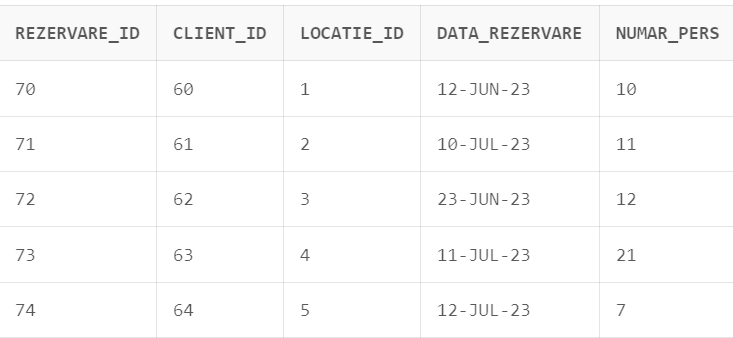 REZERVARE_ID CLIENT_ID LOCATIE_ID DATA_REZERVARE NUMAR_PERS
70 60 1 12-JUN-23 10
71 61 2 10-JUL-23 11
72 62 3 23-JUN-23 12
73 63 4 11-JUL-23 21
74 64 5 12-JUL-23 7